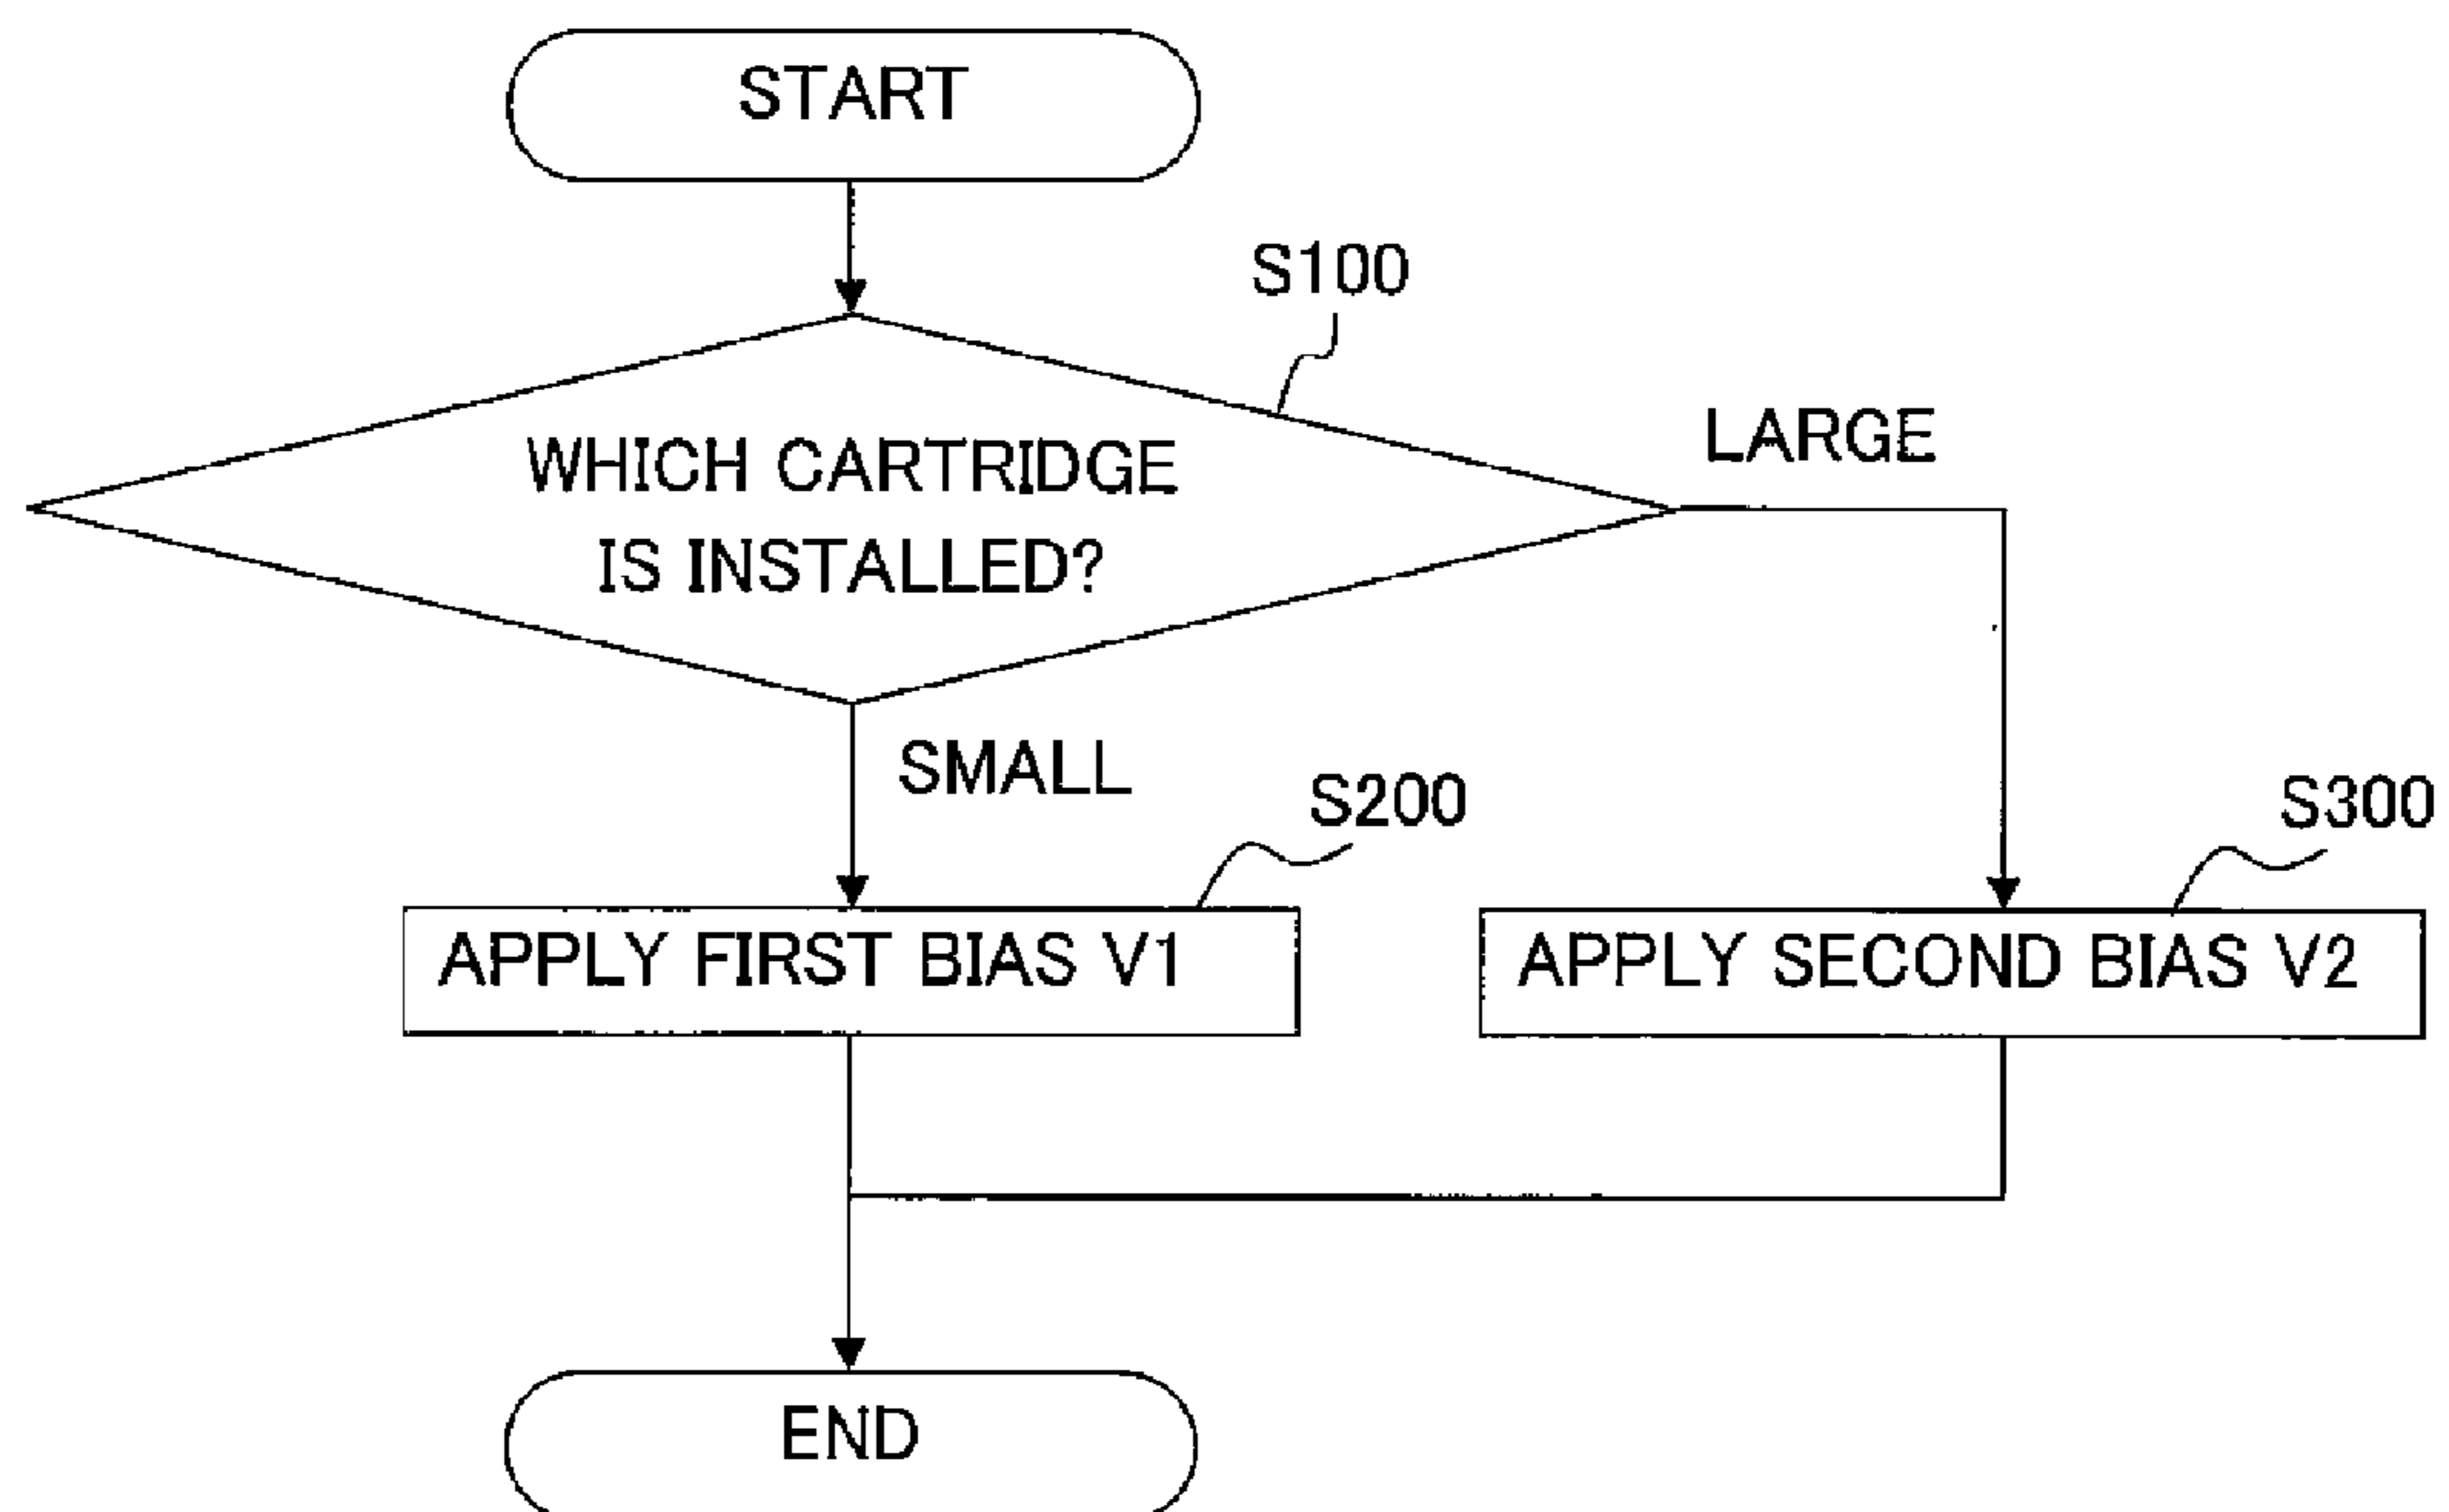 START
S100
LARGE
WHICH CARTRIDGE
IS INSTALLED?
SMALL
S200
S300
APPLY FIRST BIAS V1
APPLY SECOND BIAS V2
END